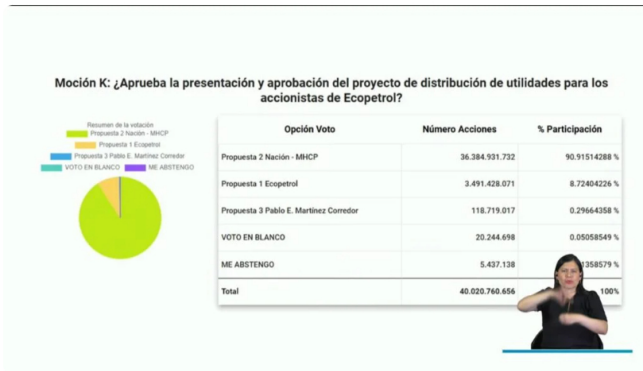 Moción K: ¿Aprueba la presentación y aprobación del proyecto de distribución de utilidades para los
accionistas de Ecopetrol?
Resumen de la votación
Propuesta 2 Nación - MHCP
Propuesta 1 Ecopetrol
Propuesta 3 Pablo E. Martínez Corredor
VOTO EN BLANCO ME ABSTENGO
Opción Voto Número Acciones % Participación
Propuesta 2 Nación - MHCP 36.384.931.732 90.91514288 %
Propuesta 1 Ecopetrol 3.491.428.071 8.72404226 %
Propuesta 3 Pablo E. Martínez Corredor 118.719.017 0.29664358 %
VOTO EN BLANCO 20.244.698 0.05058549 %
ME ABSTENGO 5.437.138 1358579 %
Total 40.020.760.656 100%